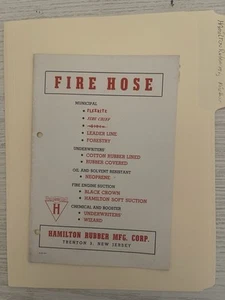 FIRE HOSE
MUNICIPAL
FIRE CHIEF
LEADER LINE
FORESTRY
UNDERWRITERS
COTTON RUBBER LINED
RUBBER COVERED
OIL AND SOLVENT RESISTANT
NEOPRENE
FIRE ENGINE SUCTION
BLACK CROWN
HAMILTON SOFT SUCTION
CHEMICAL AND BOOSTER
UNDERWRITERS'
WIZARD
H
HAMILTON RUBBER MFG. CORP.
TRENTON 3, NEW JERSEY